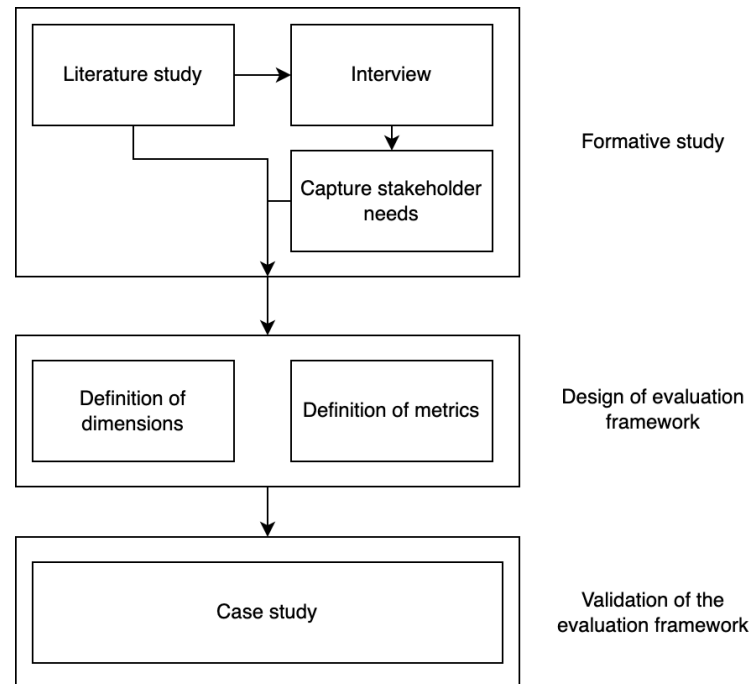 Literature study
Interview
Formative study
Capture stakeholder
needs
Definition of
dimensions
Definition of metrics
Design of evaluation
framework
Case study
Validation of the
evaluation framework